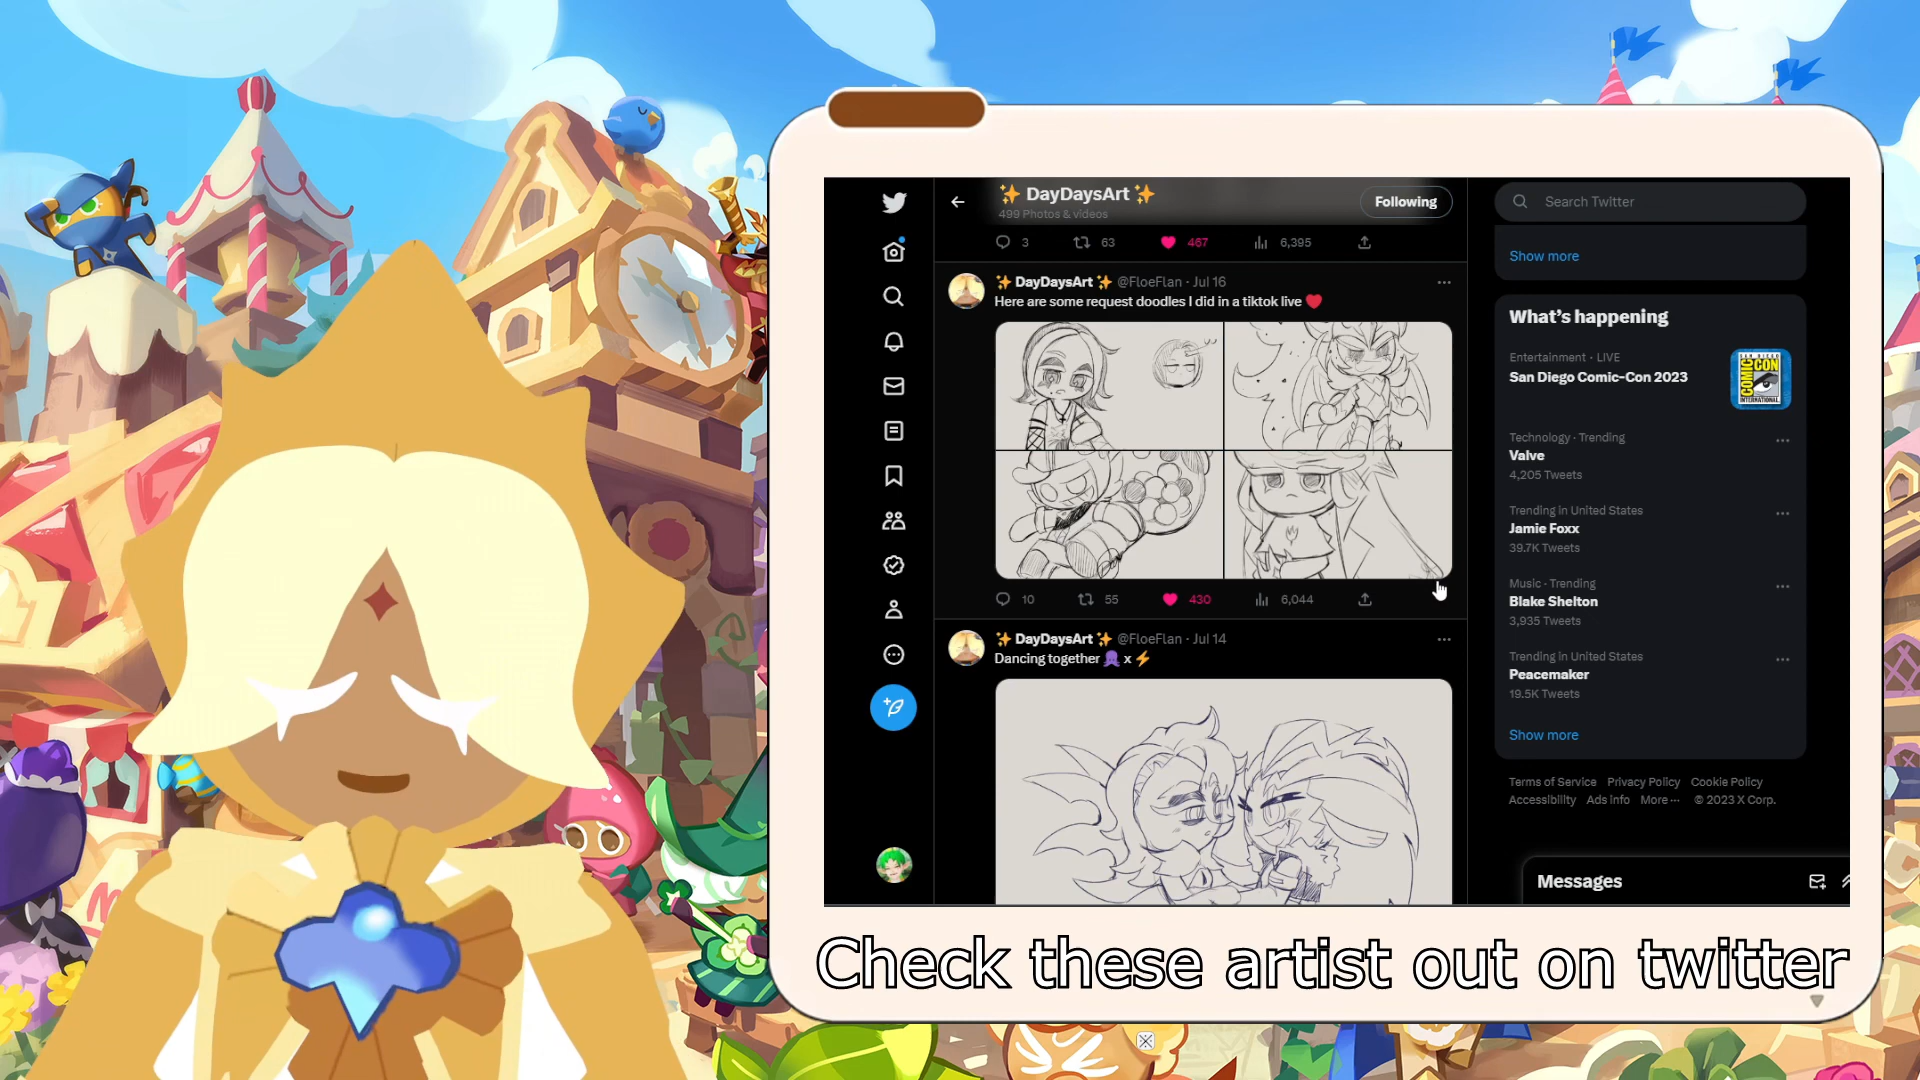 ✨ DayDaysArt ✨
499 Photos & videos
Following
3 63 467 6,395
✨ DayDaysArt ✨ @FloeFlan · Jul 16
Here are some request doodles I did in a tiktok live ❤️
10 55 430 6,044
✨ DayDaysArt ✨ @FloeFlan · Jul 14
Dancing together 🐙 x ⚡
Search Twitter
Show more
What's happening
Entertainment · LIVE
San Diego Comic-Con 2023
SAN DIEGO
COMIC
CON
INTERNATIONAL
Technology · Trending
Valve
4,205 Tweets
Trending in United States
Jamie Foxx
39.7K Tweets
Music · Trending
Blake Shelton
3,935 Tweets
Trending in United States
Peacemaker
19.5K Tweets
Show more
Terms of Service Privacy Policy Cookie Policy
Accessibility Ads info More ··· © 2023 X Corp.
Messages
Check these artist out on twitter